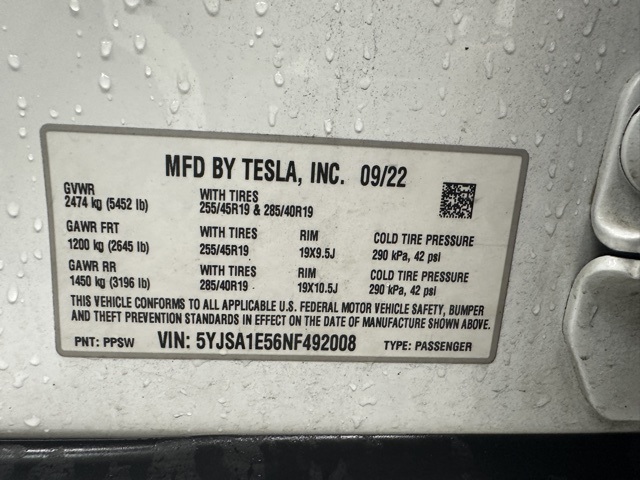 MFD BY TESLA, INC. 09/22
GVWR
2474 kg (5452 lb)
WITH TIRES
255/45R19 & 285/40R19
GAWR FRT
1200 kg (2645 lb)
WITH TIRES
255/45R19
RIM
19X9.5J
COLD TIRE PRESSURE
290 kPa, 42 psi
GAWR RR
1450 kg (3196 lb)
WITH TIRES
285/40R19
RIM
19X10.5J
COLD TIRE PRESSURE
290 kPa, 42 psi
THIS VEHICLE CONFORMS TO ALL APPLICABLE U.S. FEDERAL MOTOR VEHICLE SAFETY, BUMPER
AND THEFT PREVENTION STANDARDS IN EFFECT ON THE DATE OF MANUFACTURE SHOWN ABOVE.
PNT: PPSW VIN: 5YJSA1E56NF492008 TYPE: PASSENGER